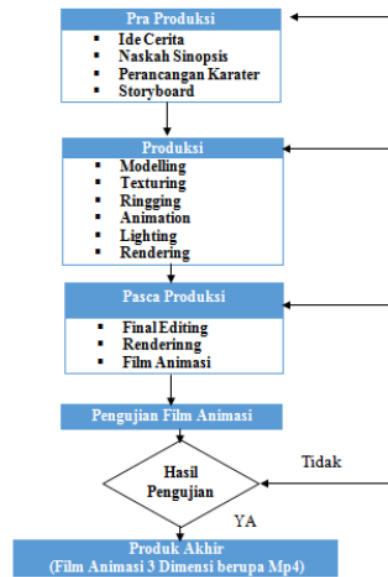 Pra Produksi
Ide Cerita
Naskah Sinopsis
Perancangan Karater
Storyboard
Produksi
Modelling
Texturing
Ringging
Animation
Lighting
Rendering
Pasca Produksi
Final Editing
Renderinng
Film Animasi
Pengujian Film Animasi
Hasil
Pengujian
Tidak
YA
Produk Akhir
(Film Animasi 3 Dimensi berupa Mp4)